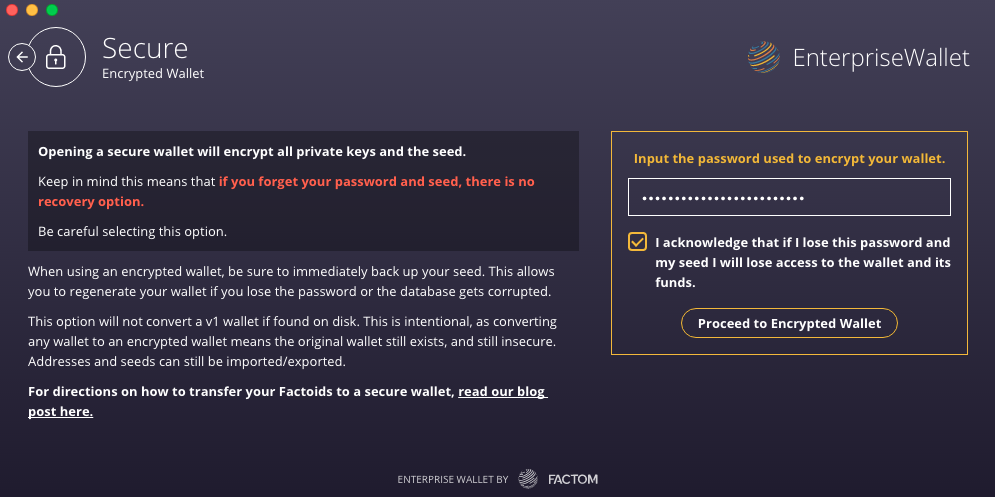 Secure
Encrypted Wallet
EnterpriseWallet
Opening a secure wallet will encrypt all private keys and the seed.
Keep in mind this means that if you forget your password and seed, there is no
recovery option.
Be careful selecting this option.
When using an encrypted wallet, be sure to immediately back up your seed. This allows
you to regenerate your wallet if you lose the password or the database gets corrupted.
This option will not convert a v1 wallet if found on disk. This is intentional, as converting
any wallet to an encrypted wallet means the original wallet still exists, and still insecure.
Addresses and seeds can still be imported/exported.
For directions on how to transfer your Factoids to a secure wallet, read our blog
post here.
Input the password used to encrypt your wallet.
•••••••••••••••••••••••••
I acknowledge that if I lose this password and
my seed I will lose access to the wallet and its
funds.
Proceed to Encrypted Wallet
ENTERPRISE WALLET BY FACTOM